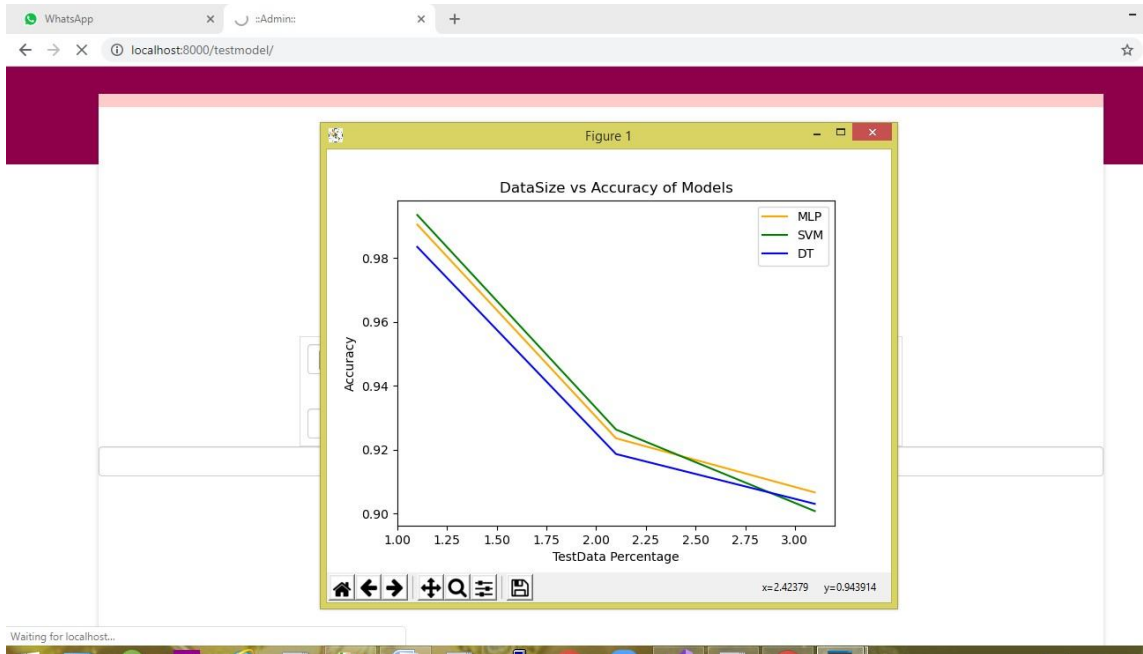 WhatsApp
::Admin::
localhost:8000/testmodel/
Figure 1
DataSize vs Accuracy of Models
MLP
SVM
DT
0.98
0.96
0.94
0.92
0.90
Accuracy
1.00 1.25 1.50 1.75 2.00 2.25 2.50 2.75 3.00
TestData Percentage
x=2.42379 y=0.943914
Waiting for localhost...